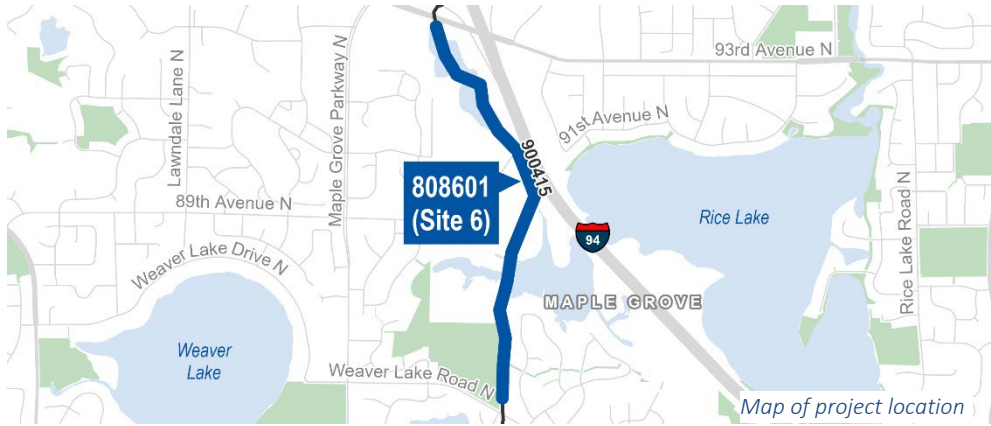 93rd Avenue N
Lawndale Lane N
Maple Grove Parkway N
91st Avenue N
900415
808601
(Site 6)
89th Avenue N
Rice Lake
94
Rice Lake Road N
Weaver Lake Drive N
MAPLE GROVE
Weaver
Lake
Weaver Lake Road N
Map of project location